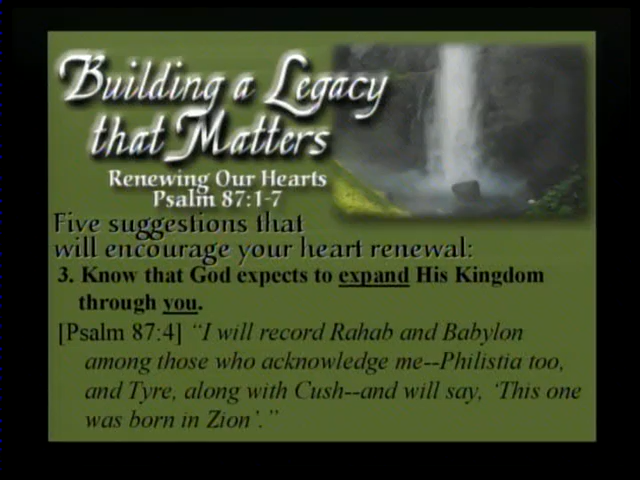 Building a Legacy
that Matters
Renewing Our Hearts
Psalm 87:1-7
Five suggestions that
will encourage your heart renewal:
3. Know that God expects to expand His Kingdom
through you.
[Psalm 87:4] “I will record Rahab and Babylon
among those who acknowledge me--Philistia too,
and Tyre, along with Cush--and will say, ‘This one
was born in Zion’.”